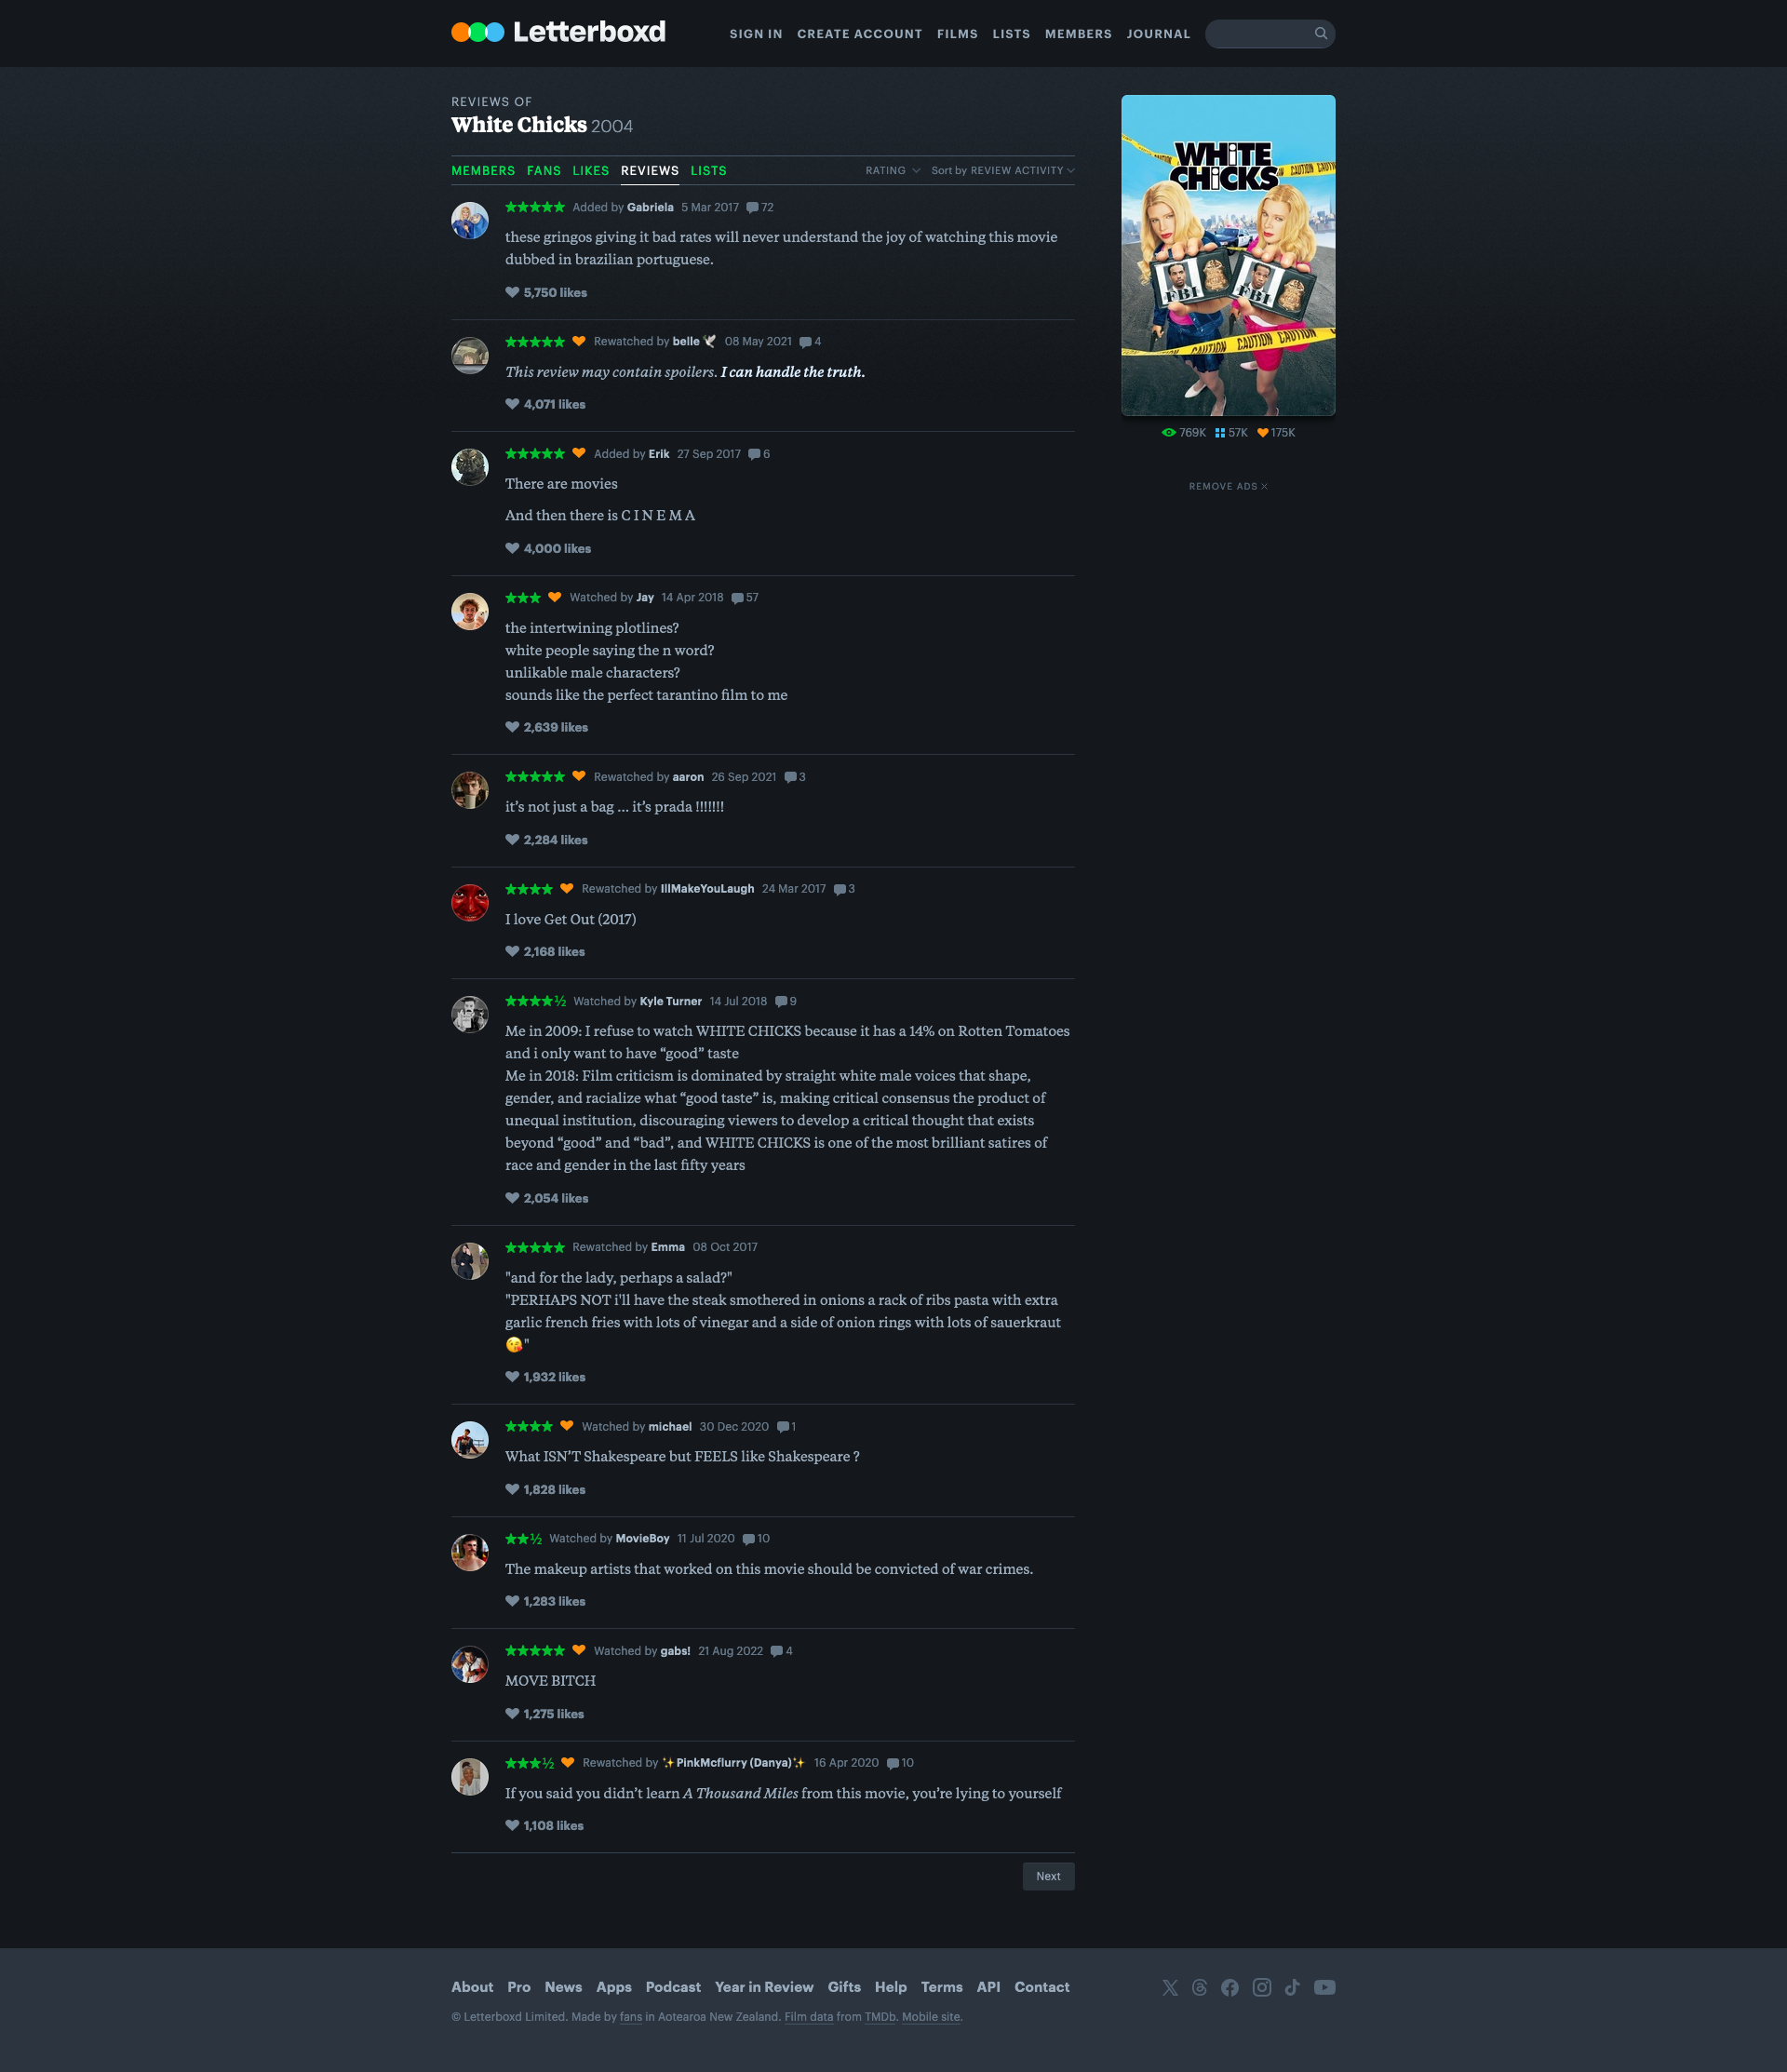 Letterboxd
SIGN IN CREATE ACCOUNT FILMS LISTS MEMBERS JOURNAL
REVIEWS OF
White Chicks 2004
MEMBERS FANS LIKES REVIEWS LISTS RATING Sort by REVIEW ACTIVITY
★★★★★ Added by Gabriela 5 Mar 2017 72
these gringos giving it bad rates will never understand the joy of watching this movie
dubbed in brazilian portuguese.
5,750 likes
★★★★★ Rewatched by belle 🕊 08 May 2021 4
This review may contain spoilers. I can handle the truth.
4,071 likes
★★★★★ Added by Erik 27 Sep 2017 6
There are movies
And then there is C I N E M A
4,000 likes
★★★ Watched by Jay 14 Apr 2018 57
the intertwining plotlines?
white people saying the n word?
unlikable male characters?
sounds like the perfect tarantino film to me
2,639 likes
★★★★★ Rewatched by aaron 26 Sep 2021 3
it’s not just a bag … it’s prada !!!!!!!
2,284 likes
★★★★ Rewatched by IllMakeYouLaugh 24 Mar 2017 3
I love Get Out (2017)
2,168 likes
★★★★½ Watched by Kyle Turner 14 Jul 2018 9
Me in 2009: I refuse to watch WHITE CHICKS because it has a 14% on Rotten Tomatoes
and i only want to have “good” taste
Me in 2018: Film criticism is dominated by straight white male voices that shape,
gender, and racialize what “good taste” is, making critical consensus the product of
unequal institution, discouraging viewers to develop a critical thought that exists
beyond “good” and “bad”, and WHITE CHICKS is one of the most brilliant satires of
race and gender in the last fifty years
2,054 likes
★★★★★ Rewatched by Emma 08 Oct 2017
"and for the lady, perhaps a salad?"
"PERHAPS NOT i'll have the steak smothered in onions a rack of ribs pasta with extra
garlic french fries with lots of vinegar and a side of onion rings with lots of sauerkraut
😘"
1,932 likes
★★★★ Watched by michael 30 Dec 2020 1
What ISN’T Shakespeare but FEELS like Shakespeare ?
1,828 likes
★★½ Watched by MovieBoy 11 Jul 2020 10
The makeup artists that worked on this movie should be convicted of war crimes.
1,283 likes
★★★★★ Watched by gabs! 21 Aug 2022 4
MOVE BITCH
1,275 likes
★★★½ Rewatched by ✨PinkMcflurry (Danya)✨ 16 Apr 2020 10
If you said you didn’t learn A Thousand Miles from this movie, you’re lying to yourself
1,108 likes
Next
WHiTE
CHiCKS
CAUTION CAUTION
FBI FBI
CAUTION CAUTION CAUTION
769K 57K 175K
REMOVE ADS
About Pro News Apps Podcast Year in Review Gifts Help Terms API Contact
© Letterboxd Limited. Made by fans in Aotearoa New Zealand. Film data from TMDb. Mobile site.